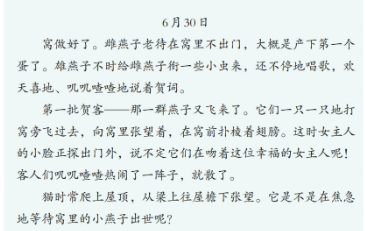 6月30日
窝做好了。雌燕子老待在窝里不出门，大概是产下第一个
蛋了。雄燕子不时给雌燕子衔一些小虫来，还不停地唱歌，欢
天喜地、叽叽喳喳地说着贺词。
第一批贺客——那一群燕子又飞来了。它们一只一只地打
窝旁飞过去，向窝里张望着，在窝前扑棱着翅膀。这时女主人
的小脸正探出门外，说不定它们在吻着这位幸福的女主人呢！
客人们叽叽喳喳热闹了一阵子，就散了。
猫时常爬上屋顶，从梁上往屋檐下张望。它是不是在焦急
地等待窝里的小燕子出世呢？